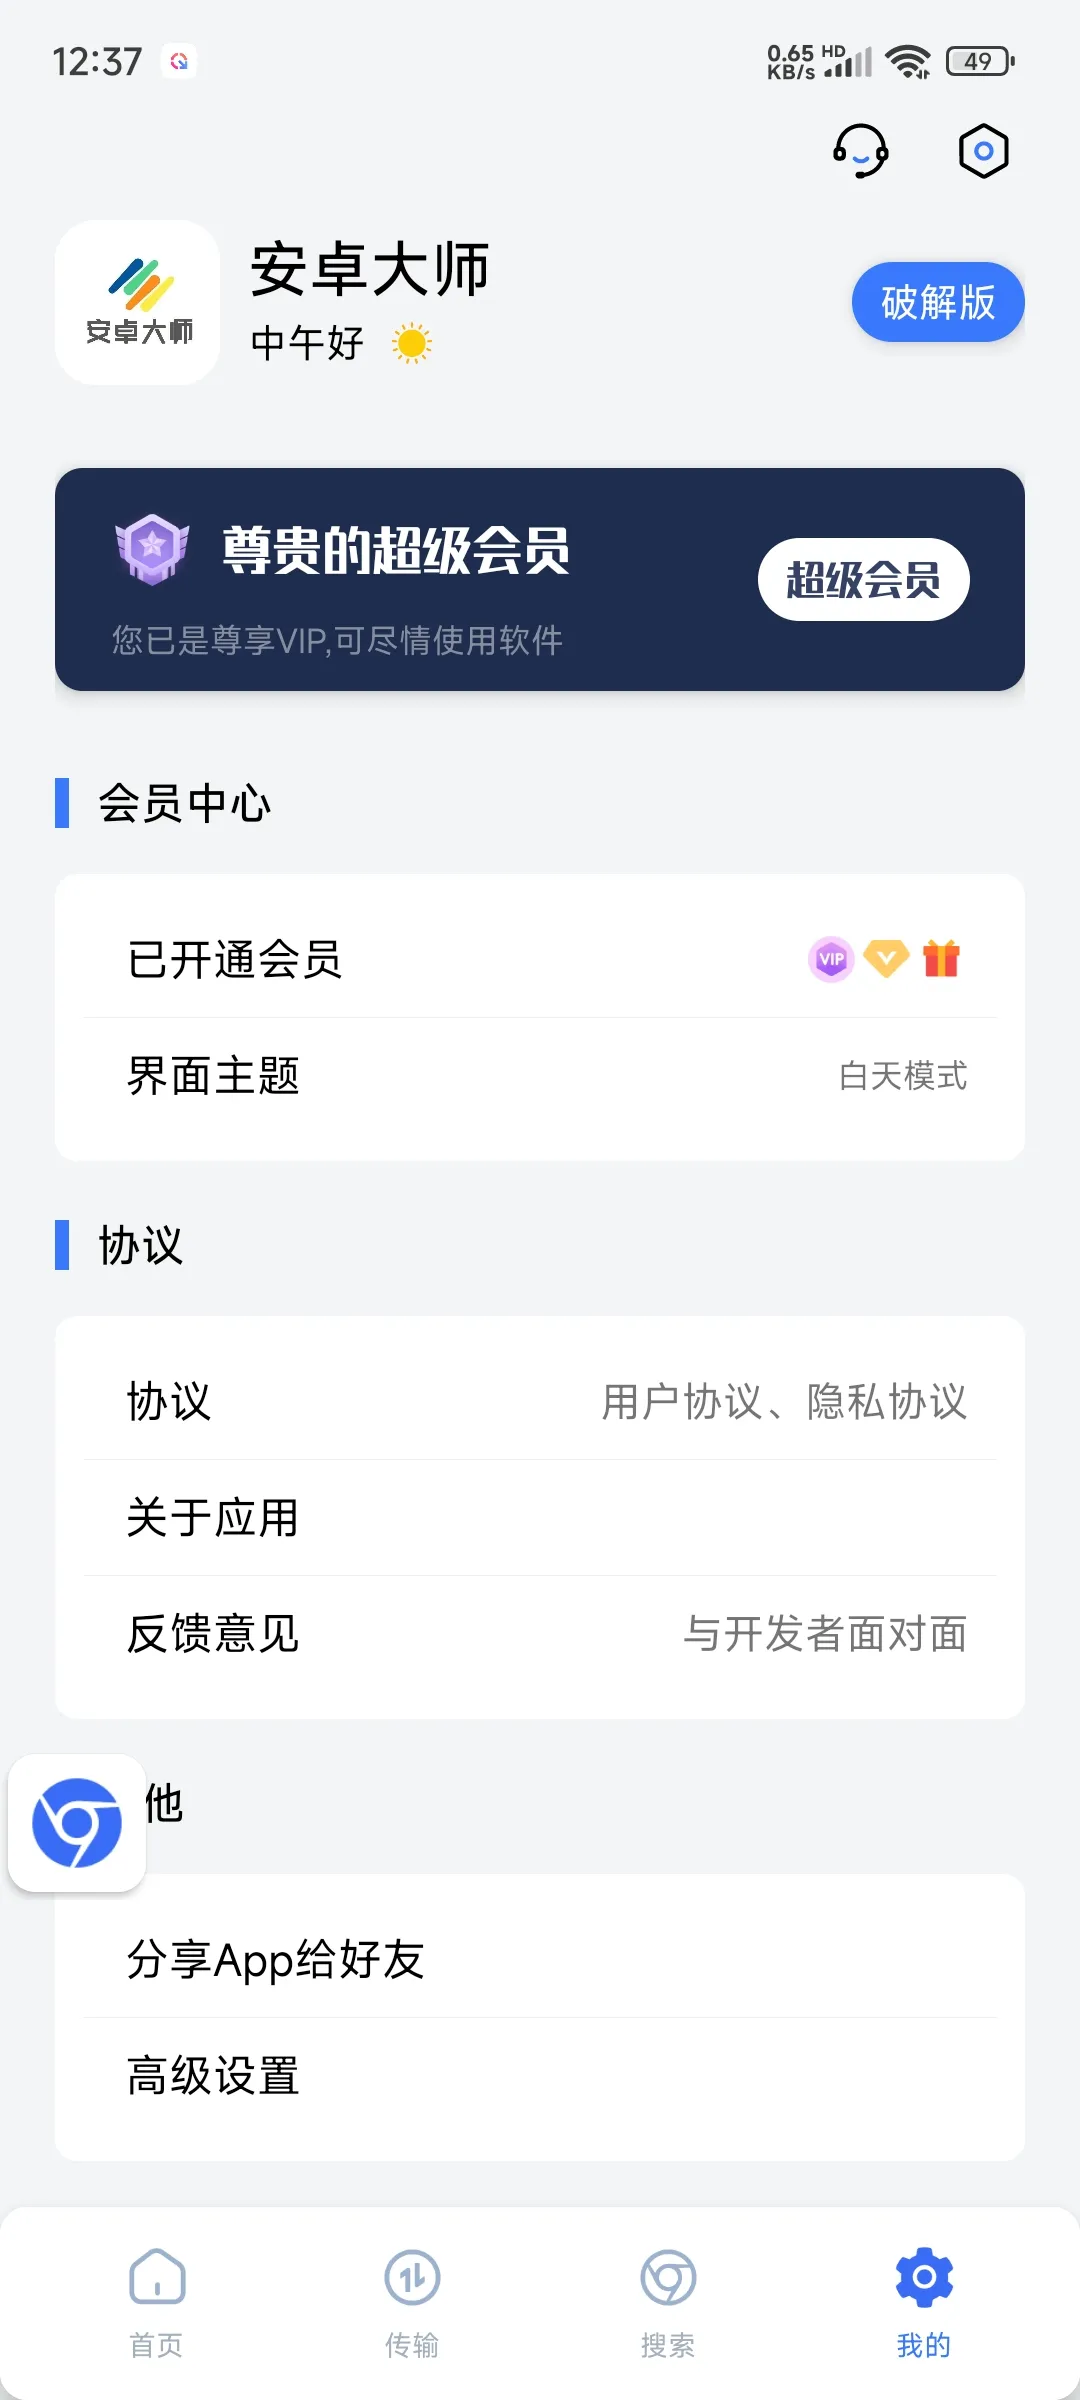 12:37
0.65 KB/s HD 49
安卓大师
安卓大师
中午好
破解版
尊贵的超级会员
超级会员
您已是尊享VIP,可尽情使用软件
会员中心
已开通会员 VIP
界面主题 白天模式
协议
协议 用户协议、隐私协议
关于应用
反馈意见 与开发者面对面
他
分享App给好友
高级设置
首页 传输 搜索 我的